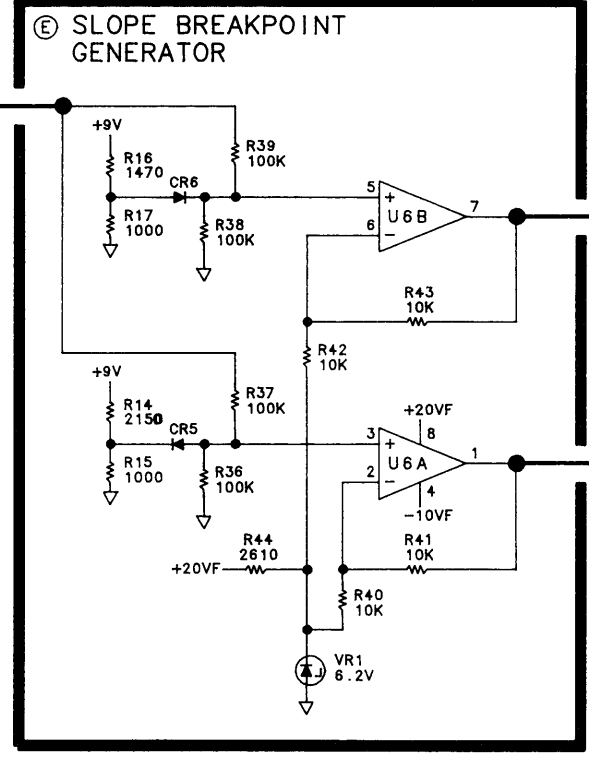 Ⓔ SLOPE BREAKPOINT
GENERATOR
+9V
R16
1470
R39
100K
CR6
R17
1000
R38
100K
5
+
U6B
7
6
−
R43
10K
R42
10K
+9V
R14
2150
R37
100K
CR5
R15
1000
R36
100K
+20VF
8
3
+
U6A
1
2
−
4
-10VF
R44
2610
+20VF
R41
10K
R40
10K
VR1
6.2V